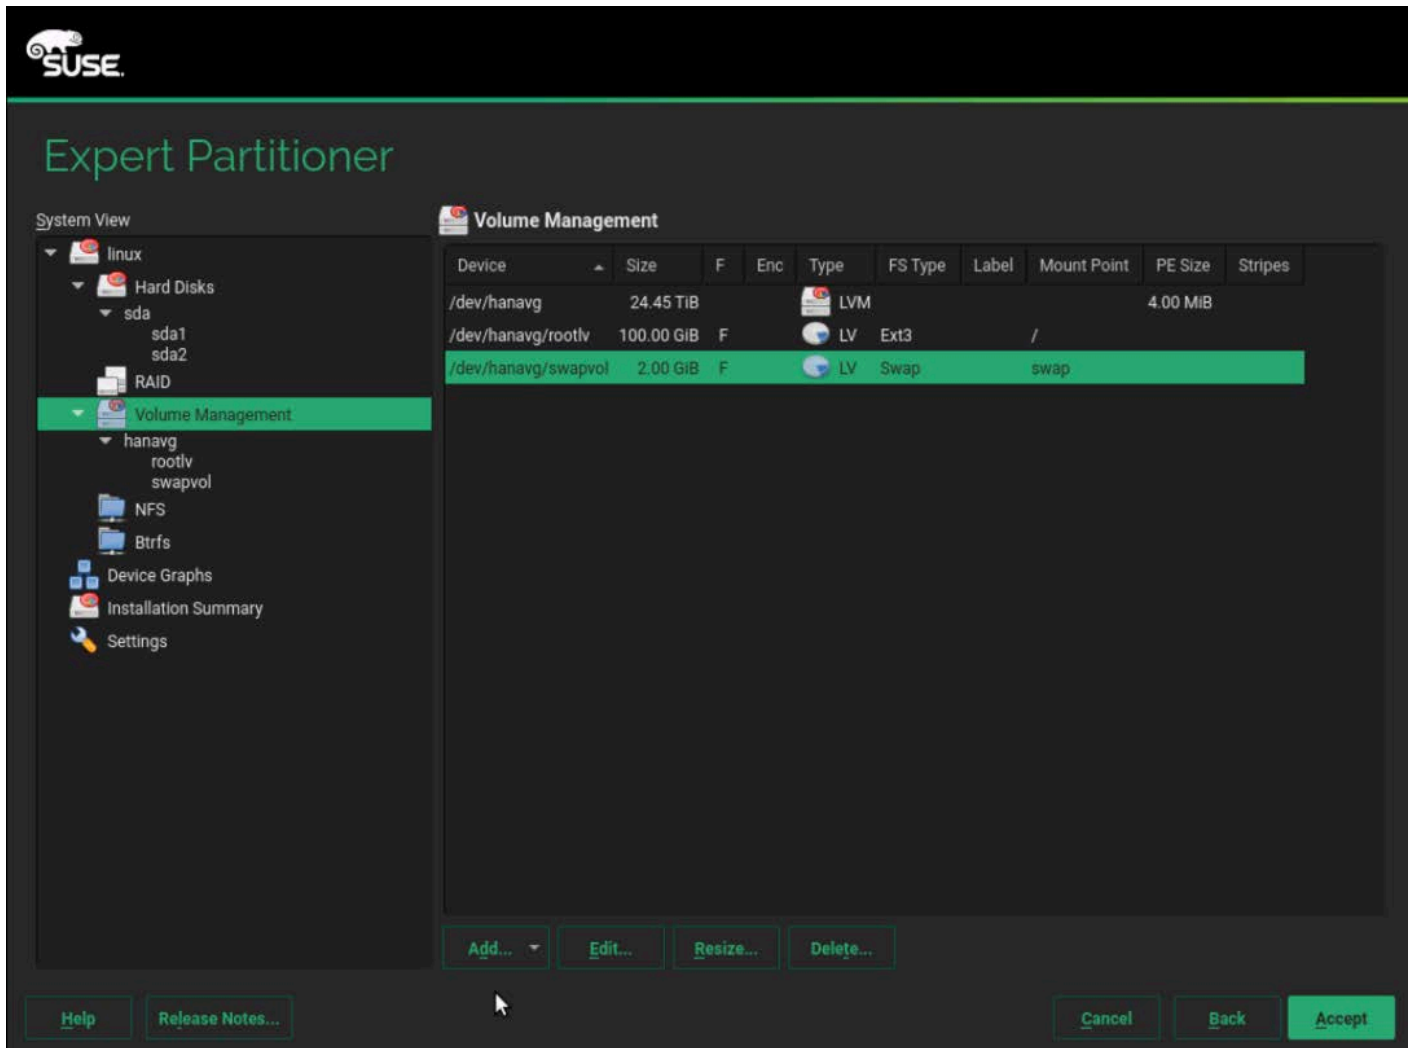 SUSE.
Expert Partitioner
System View
linux
Hard Disks
sda
sda1
sda2
RAID
Volume Management
hanavg
rootlv
swapvol
NFS
Btrfs
Device Graphs
Installation Summary
Settings
Volume Management
Device Size F Enc Type FS Type Label Mount Point PE Size Stripes
/dev/hanavg 24.45 TiB LVM 4.00 MiB
/dev/hanavg/rootlv 100.00 GiB F LV Ext3 /
/dev/hanavg/swapvol 2.00 GiB F LV Swap swap
Add... Edit... Resize... Delete...
Help Release Notes... Cancel Back Accept